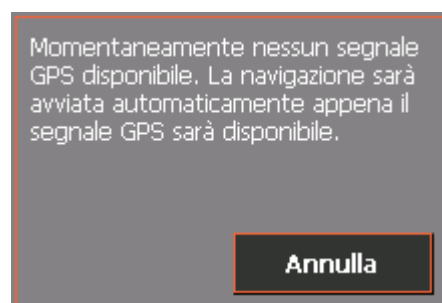 Momentaneamente nessun segnale
GPS disponibile. La navigazione sarà
avviata automaticamente appena il
segnale GPS sarà disponibile.
Annulla